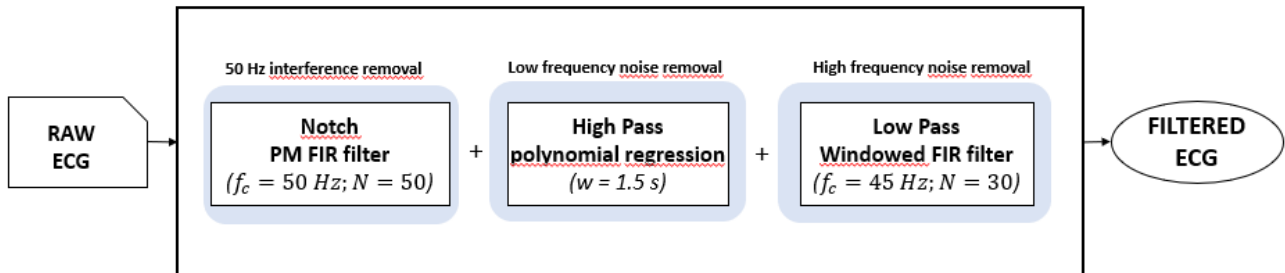 RAW
ECG
50 Hz interference removal
Notch
PM FIR filter
(f_c = 50 Hz; N = 50)
+
Low frequency noise removal
High Pass
polynomial regression
(w = 1.5 s)
+
High frequency noise removal
Low Pass
Windowed FIR filter
(f_c = 45 Hz; N = 30)
FILTERED
ECG